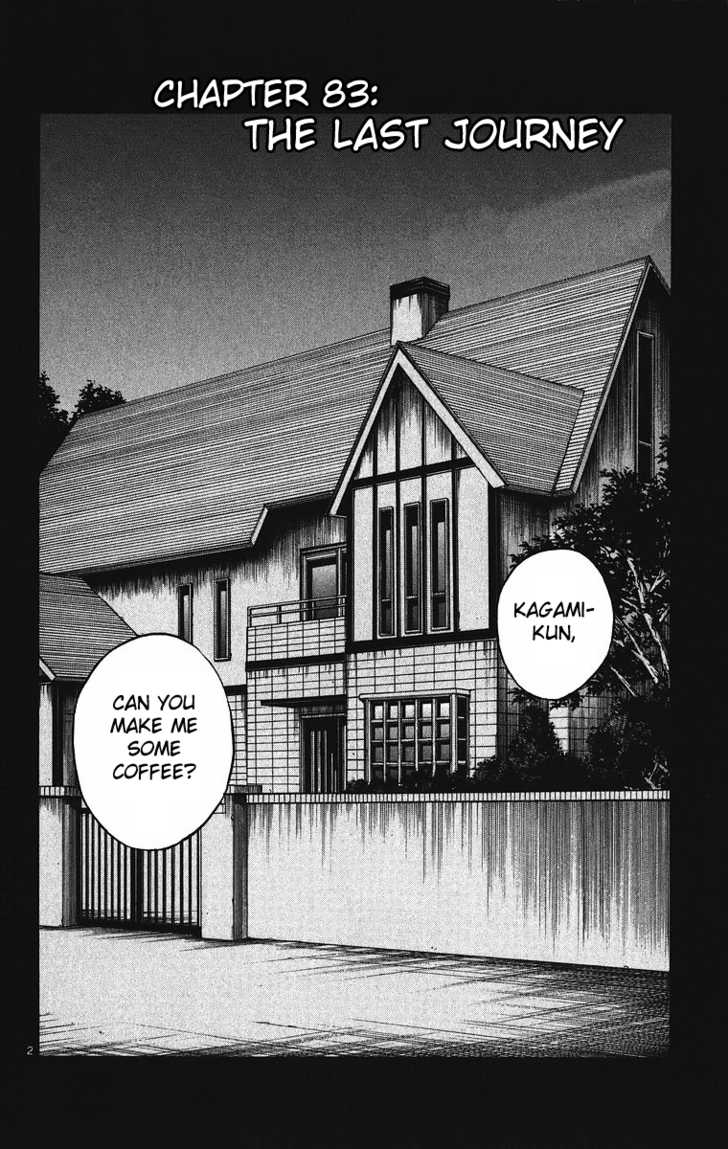 CHAPTER 83:
THE LAST JOURNEY
KAGAMI-
KUN,
CAN YOU
MAKE ME
SOME
COFFEE?
2